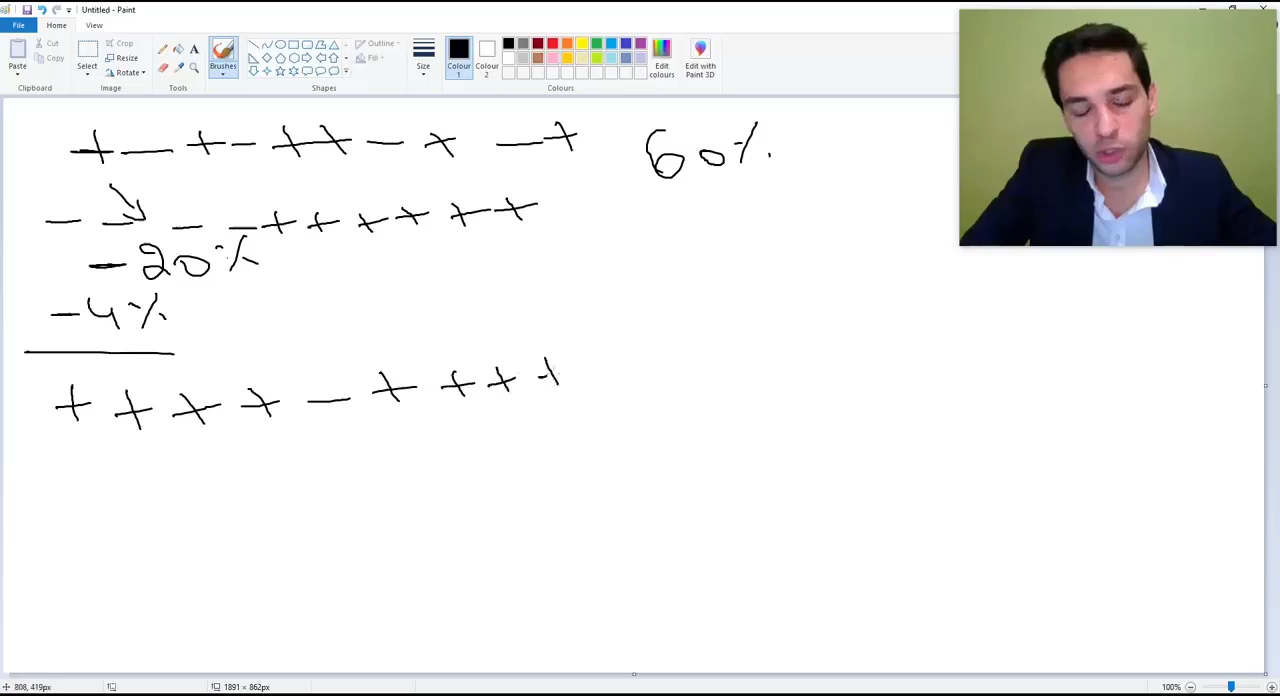 Untitled - Paint
File Home View
Paste
Cut
Copy
Clipboard
Select
Crop
Resize
Rotate
Image
A
Tools
Brushes
Outline
Fill
Shapes
Size
Colour 1
Colour 2
Edit colours
Edit with Paint 3D
Colours
+ - + - + + - + - + 60%
- - - - + + + + + +
- 20%
- 4%
+ + + + - + + + +
808, 419px
1891 × 862px
100%